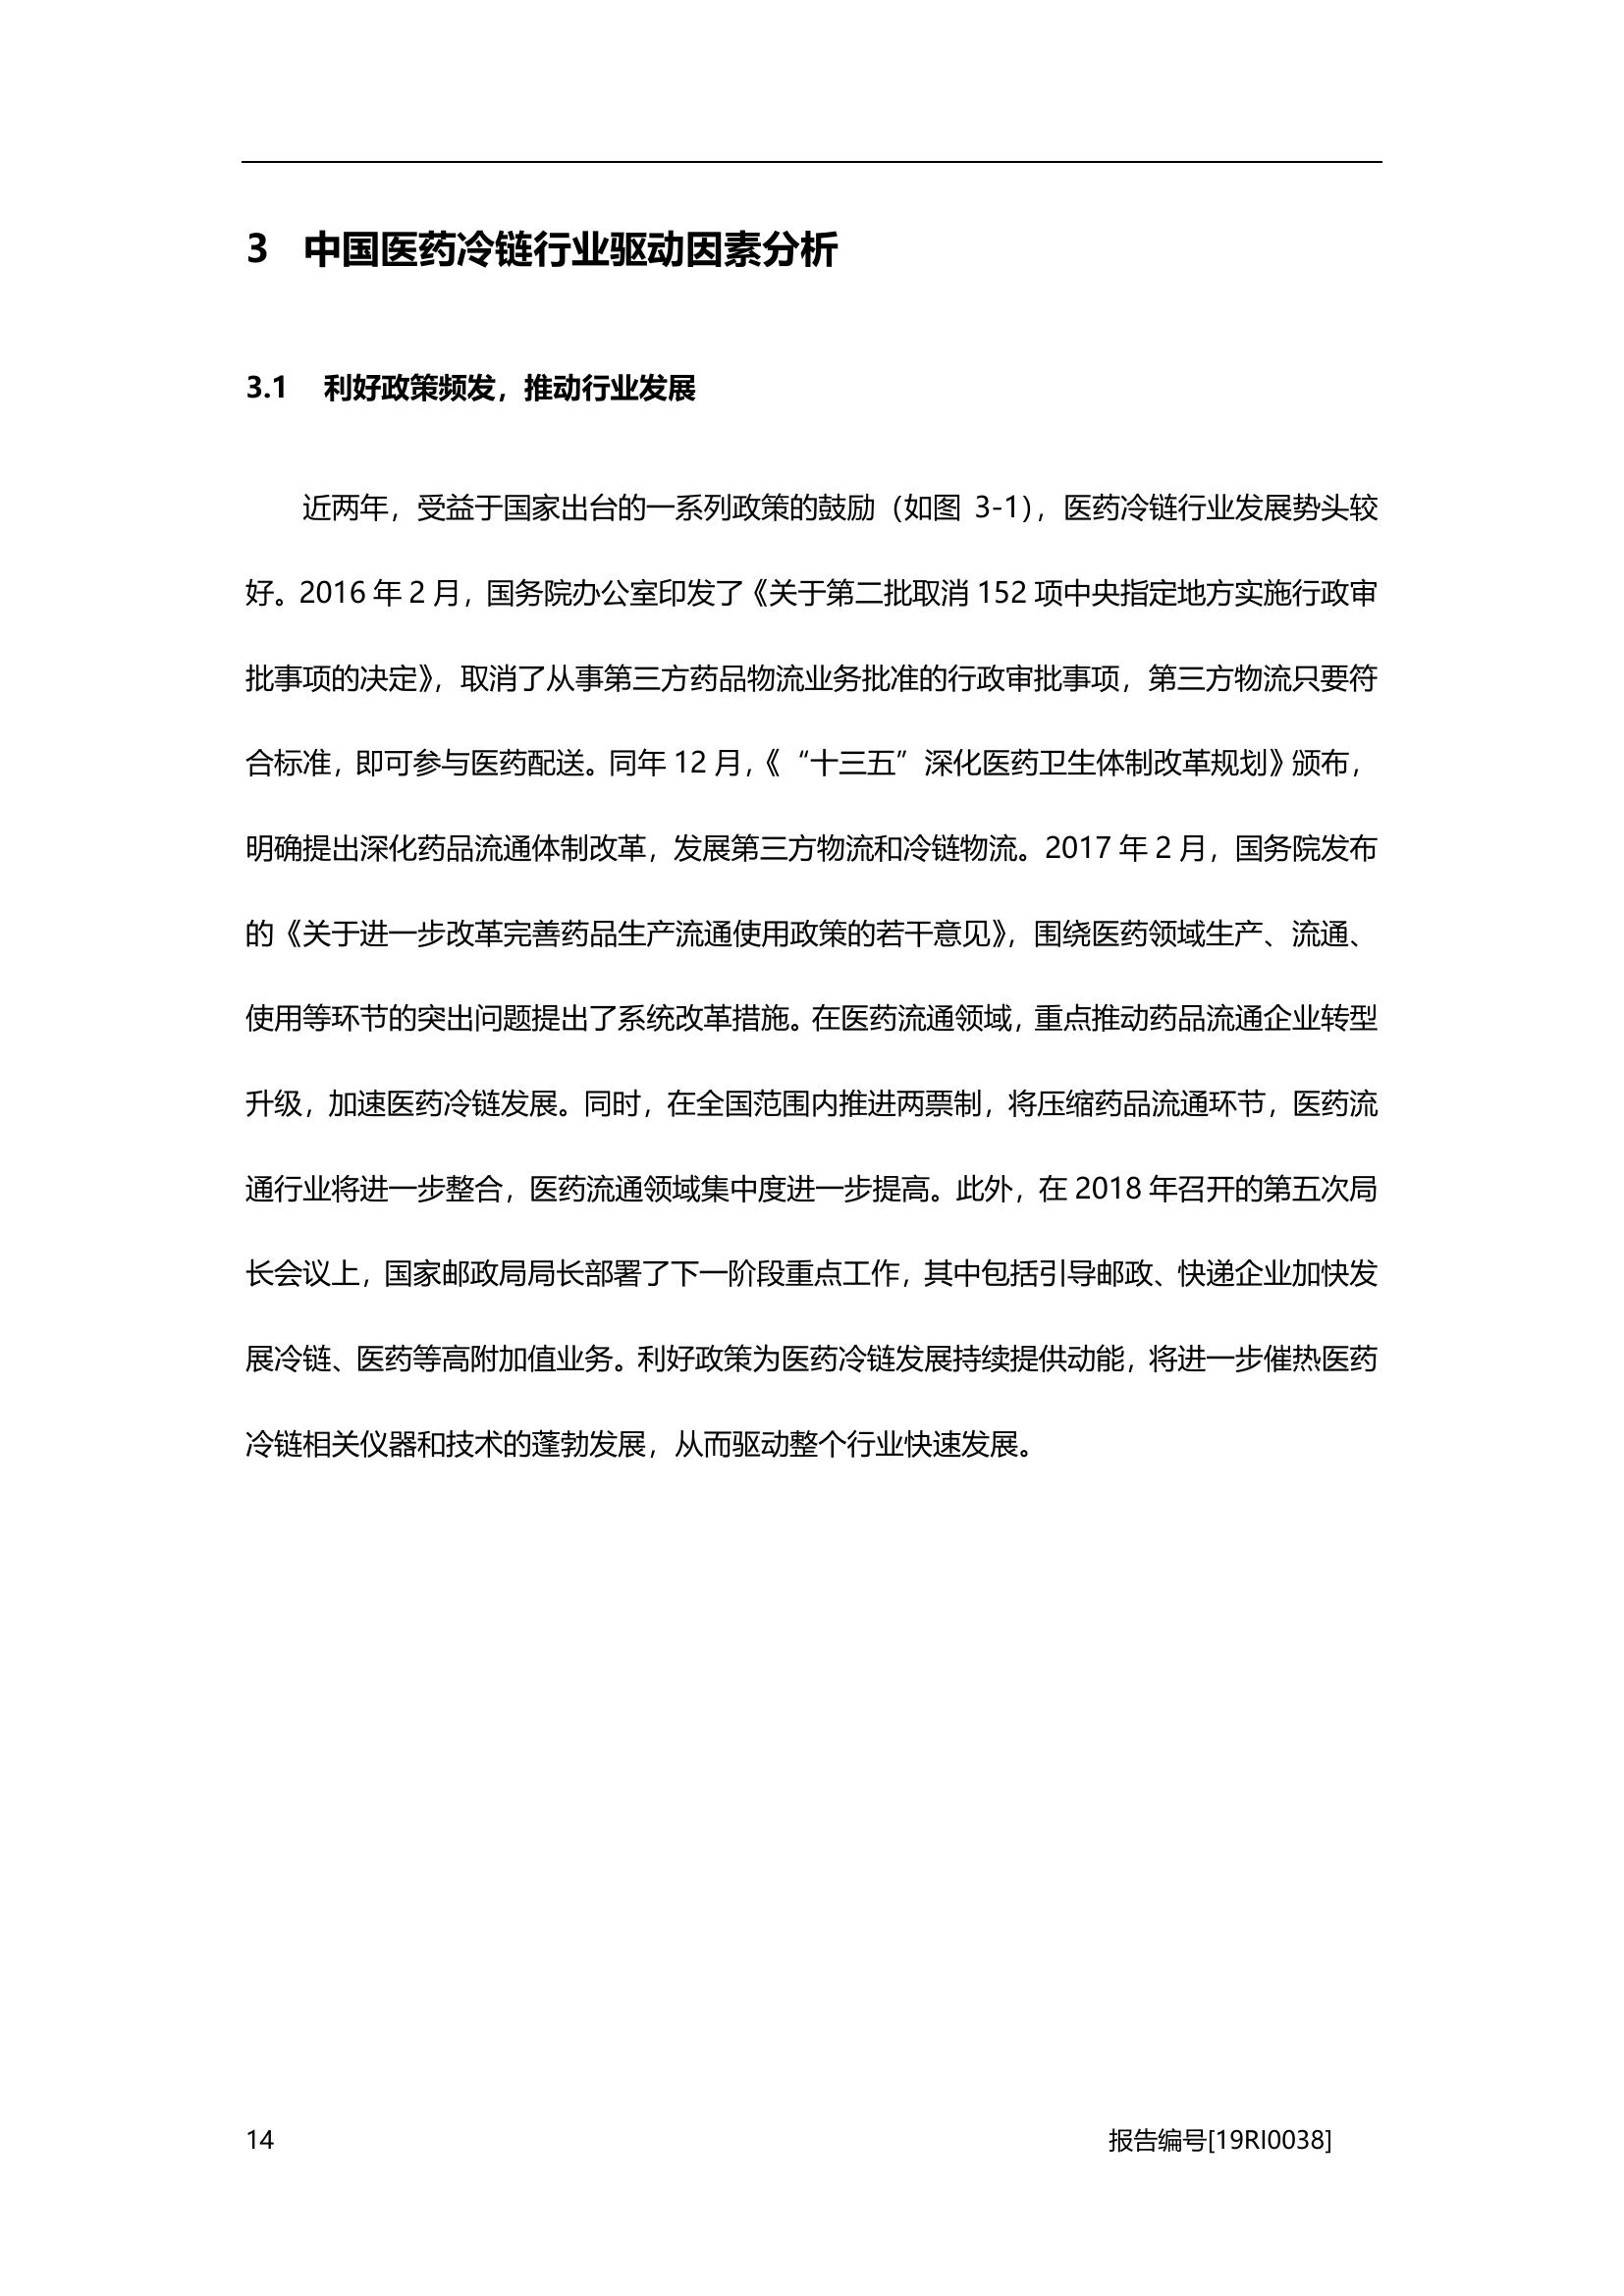 3 中国医药冷链行业驱动因素分析
3.1 利好政策频发，推动行业发展
近两年，受益于国家出台的一系列政策的鼓励（如图 3-1），医药冷链行业发展势头较
好。2016 年 2 月，国务院办公室印发了《关于第二批取消 152 项中央指定地方实施行政审
批事项的决定》，取消了从事第三方药品物流业务批准的行政审批事项，第三方物流只要符
合标准，即可参与医药配送。同年 12 月，《“十三五”深化医药卫生体制改革规划》颁布，
明确提出深化药品流通体制改革，发展第三方物流和冷链物流。2017 年 2 月，国务院发布
的《关于进一步改革完善药品生产流通使用政策的若干意见》，围绕医药领域生产、流通、
使用等环节的突出问题提出了系统改革措施。在医药流通领域，重点推动药品流通企业转型
升级，加速医药冷链发展。同时，在全国范围内推进两票制，将压缩药品流通环节，医药流
通行业将进一步整合，医药流通领域集中度进一步提高。此外，在 2018 年召开的第五次局
长会议上，国家邮政局局长部署了下一阶段重点工作，其中包括引导邮政、快递企业加快发
展冷链、医药等高附加值业务。利好政策为医药冷链发展持续提供动能，将进一步催热医药
冷链相关仪器和技术的蓬勃发展，从而驱动整个行业快速发展。
14 报告编号[19RI0038]